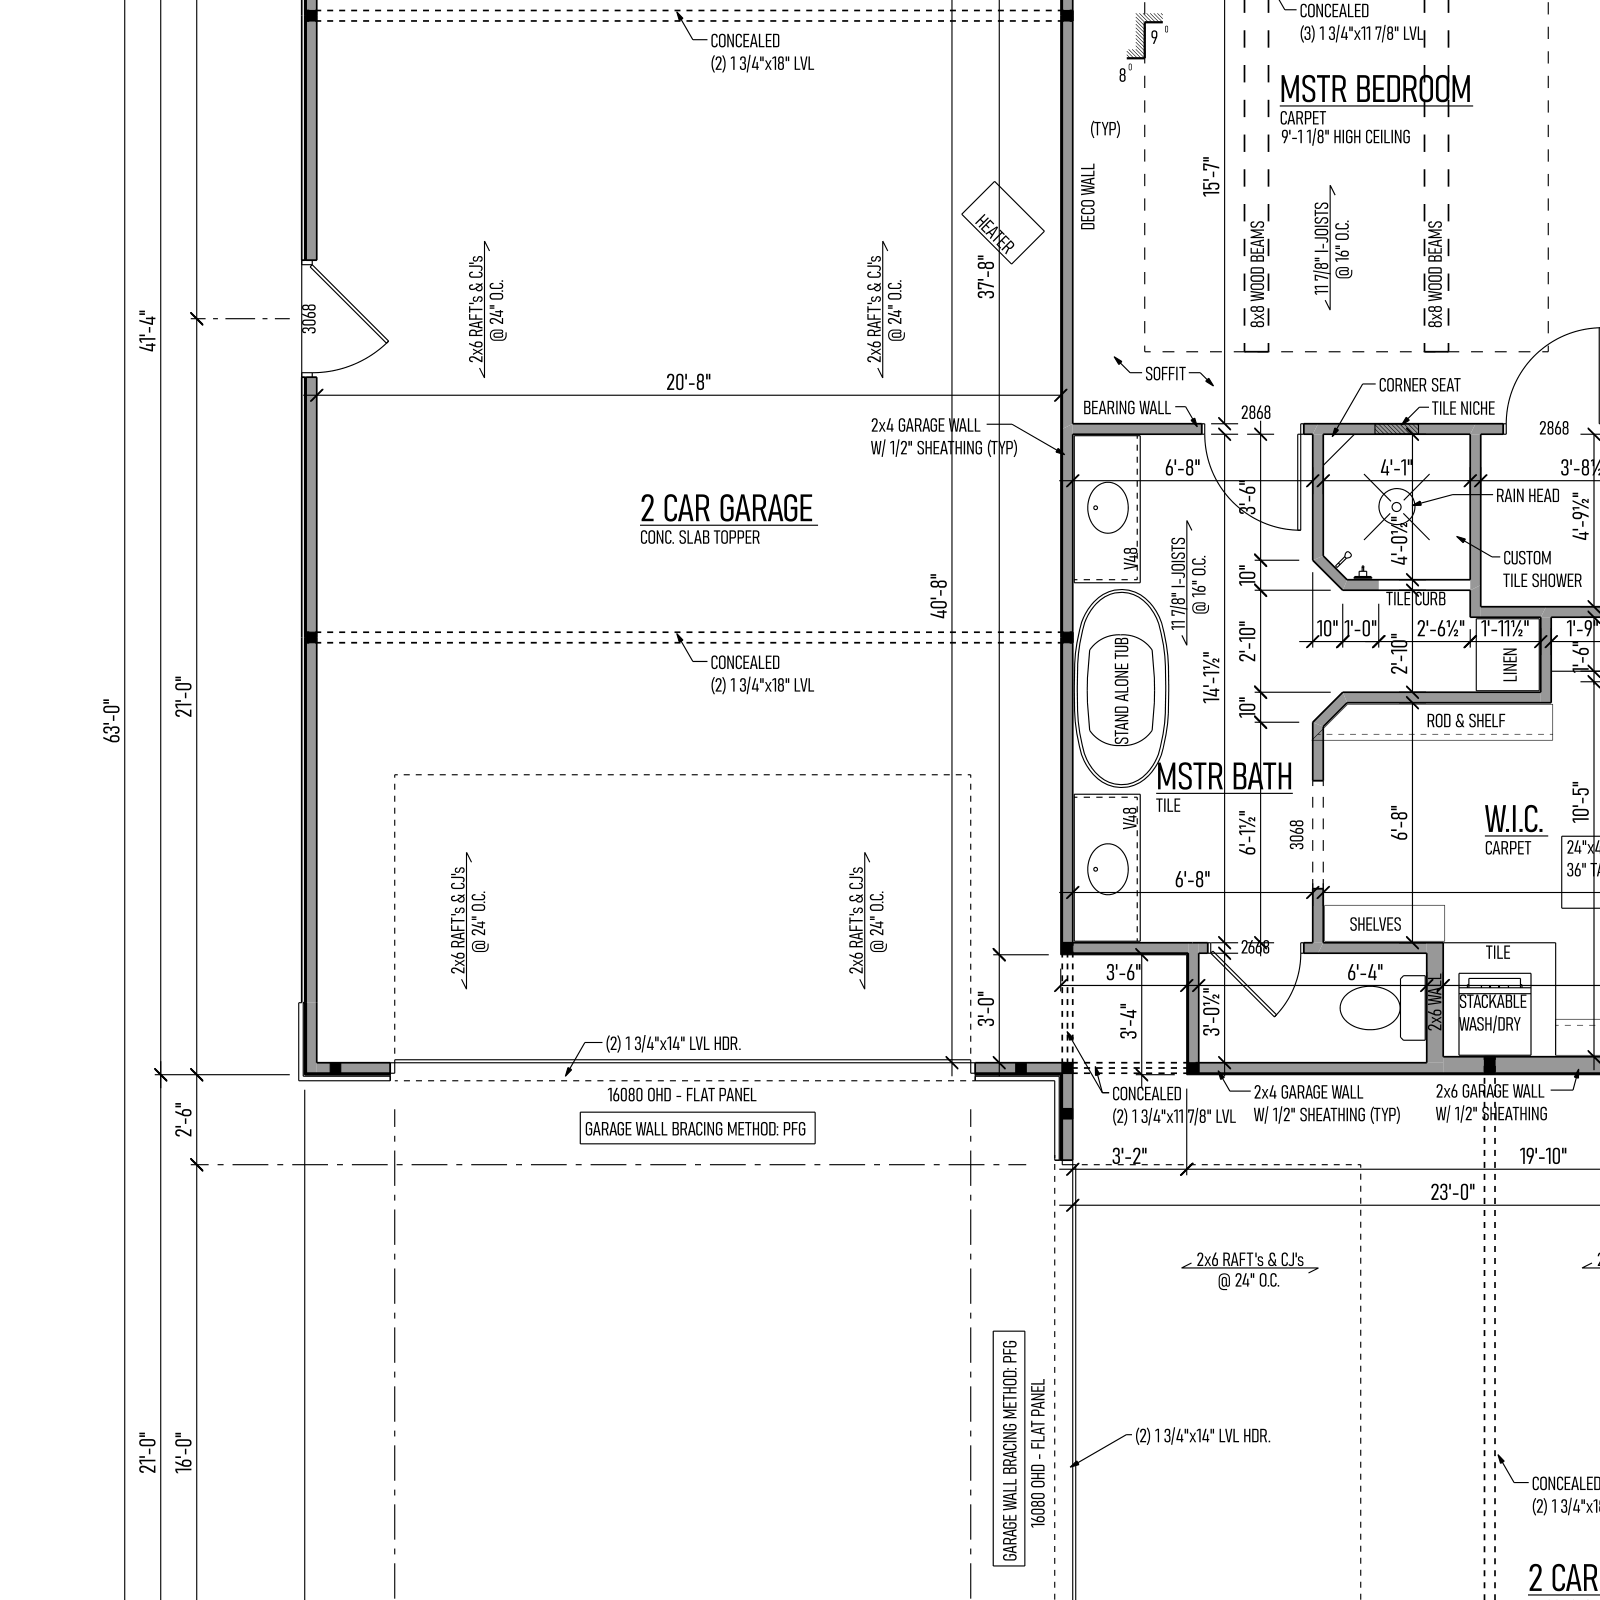 CONCEALED
(2) 1 3/4"x18" LVL
CONCEALED
(3) 1 3/4"x11 7/8" LVL
9'0"
8'0"
MSTR BEDROOM
CARPET
9'-1 1/8" HIGH CEILING
(TYP)
DECO WALL
15'-7"
HEATER
37'-8"
8x8 WOOD BEAMS
11 7/8" I-JOISTS
@ 16" O.C.
8x8 WOOD BEAMS
2x6 RAFT's & CJ's
@ 24" O.C.
2x6 RAFT's & CJ's
@ 24" O.C.
3068
41'-4"
20'-8"
SOFFIT
BEARING WALL
2868
CORNER SEAT
TILE NICHE
2868
2x4 GARAGE WALL
W/ 1/2" SHEATHING (TYP)
6'-8"
4'-1"
3'-6"
RAIN HEAD
4'-9½"
4'-0½"
2 CAR GARAGE
CONC. SLAB TOPPER
V48
11 7/8" I-JOISTS
@ 16" O.C.
10"
CUSTOM
TILE SHOWER
TILE CURB
40'-8"
10"
1'-0"
2'-6½"
1'-11½"
1'-9
2'-10"
2'-10"
LINEN
1'-6"
CONCEALED
(2) 1 3/4"x18" LVL
STAND ALONE TUB
14'-1½"
10"
ROD & SHELF
63'-0"
21'-0"
MSTR BATH
TILE
V48
6'-1½"
3068
6'-8"
10'-5"
W.I.C.
CARPET
36" TA
6'-8"
SHELVES
2x6 RAFT's & CJ's
@ 24" O.C.
2x6 RAFT's & CJ's
@ 24" O.C.
2668
TILE
3'-6"
6'-4"
3'-0"
3'-4"
3'-0½"
2x6 WALL
STACKABLE
WASH/DRY
(2) 1 3/4"x14" LVL HDR.
16080 OHD - FLAT PANEL
GARAGE WALL BRACING METHOD: PFG
CONCEALED
(2) 1 3/4"x11 7/8" LVL
2x4 GARAGE WALL
W/ 1/2" SHEATHING (TYP)
2x6 GARAGE WALL
W/ 1/2" SHEATHING
2'-6"
3'-2"
19'-10"
23'-0"
2x6 RAFT's & CJ's
@ 24" O.C.
GARAGE WALL BRACING METHOD: PFG
16080 OHD - FLAT PANEL
(2) 1 3/4"x14" LVL HDR.
21'-0"
16'-0"
CONCEALED
2 CAR